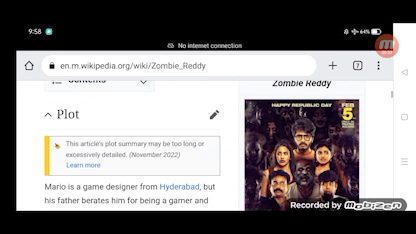 9:58
64%
No internet connection
en.m.wikipedia.org/wiki/Zombie_Reddy
7
Contents
Zombie Reddy
Plot
This article's plot summary may be too long or
excessively detailed. (November 2022)
Learn more
Mario is a game designer from Hyderabad, but
his father berates him for being a gamer and
HAPPY REPUBLIC DAY
FEB
5
Recorded by
MOBIZEN